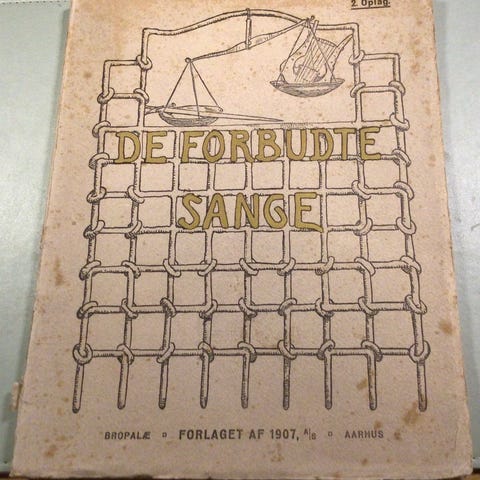 2. Oplag.
DE FORBUDTE
SANGE
BROPALÆ ¤ FORLAGET AF 1907, A/S ¤ AARHUS